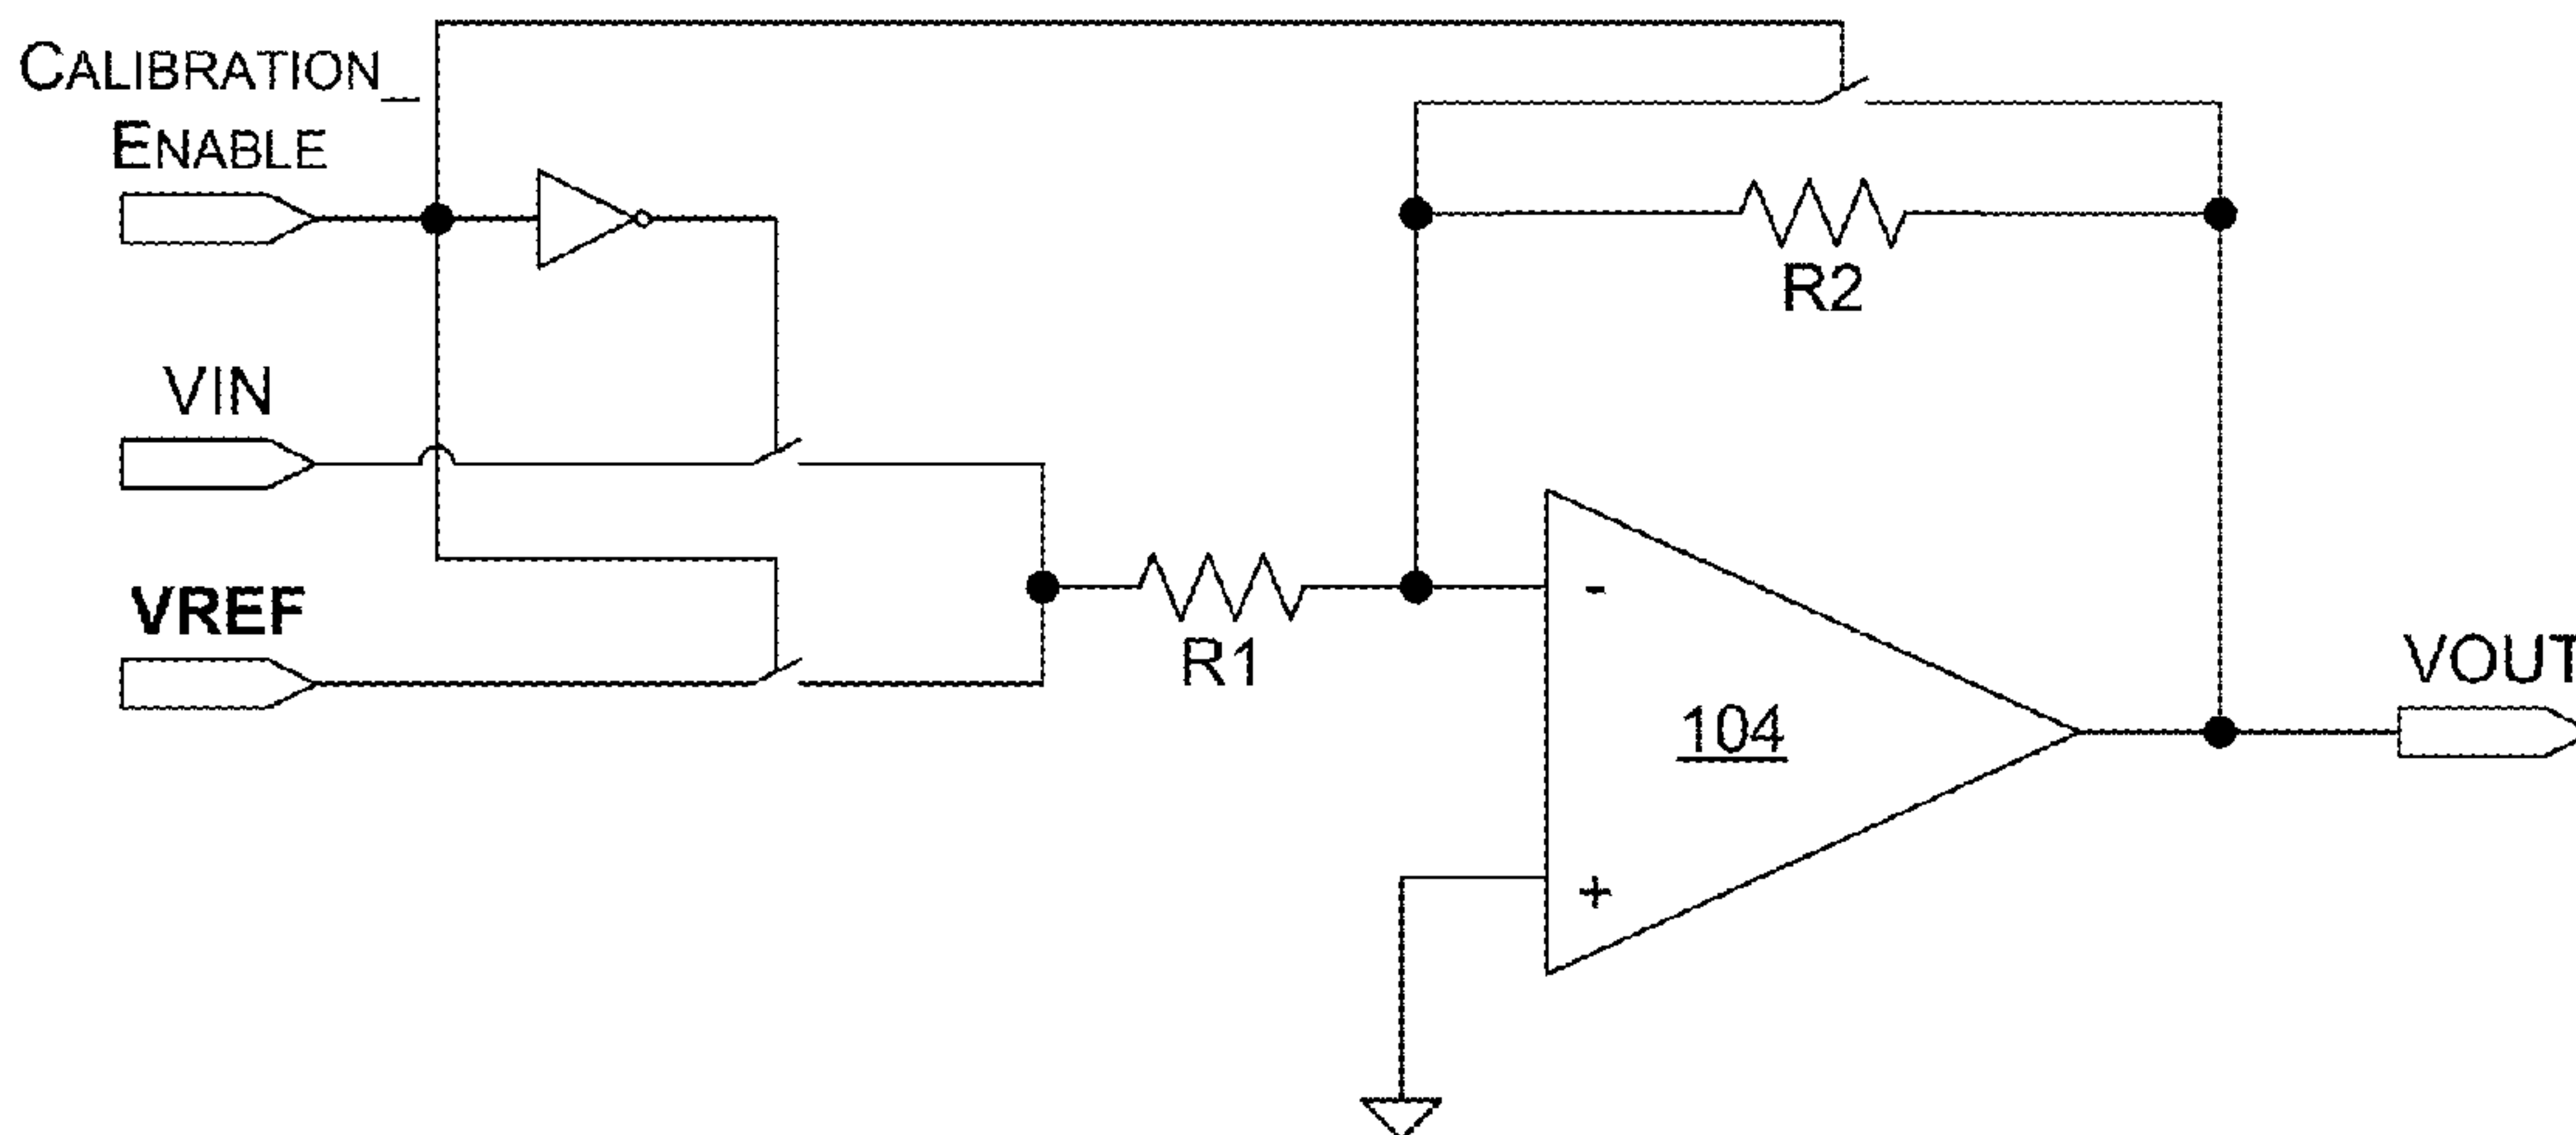 CALIBRATION_
ENABLE
VIN
VREF
R1
R2
-
104
+
VOUT